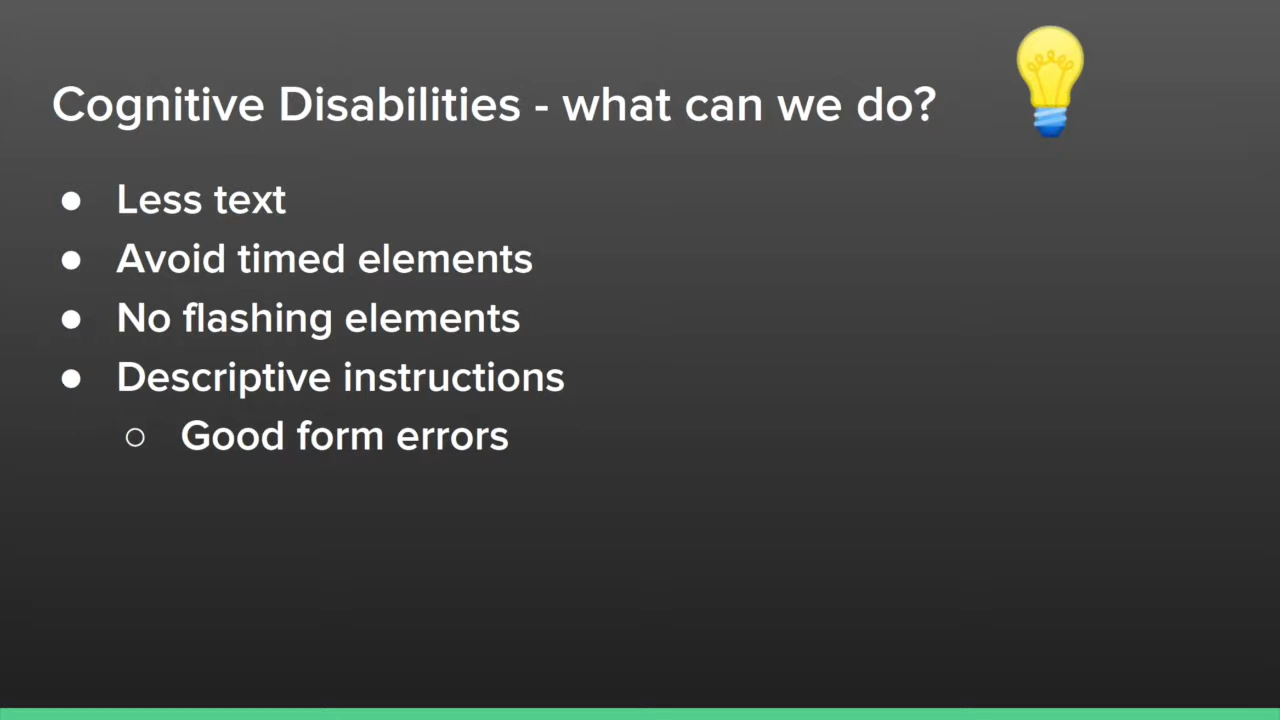 Cognitive Disabilities - what can we do?
● Less text
● Avoid timed elements
● No flashing elements
● Descriptive instructions
○ Good form errors